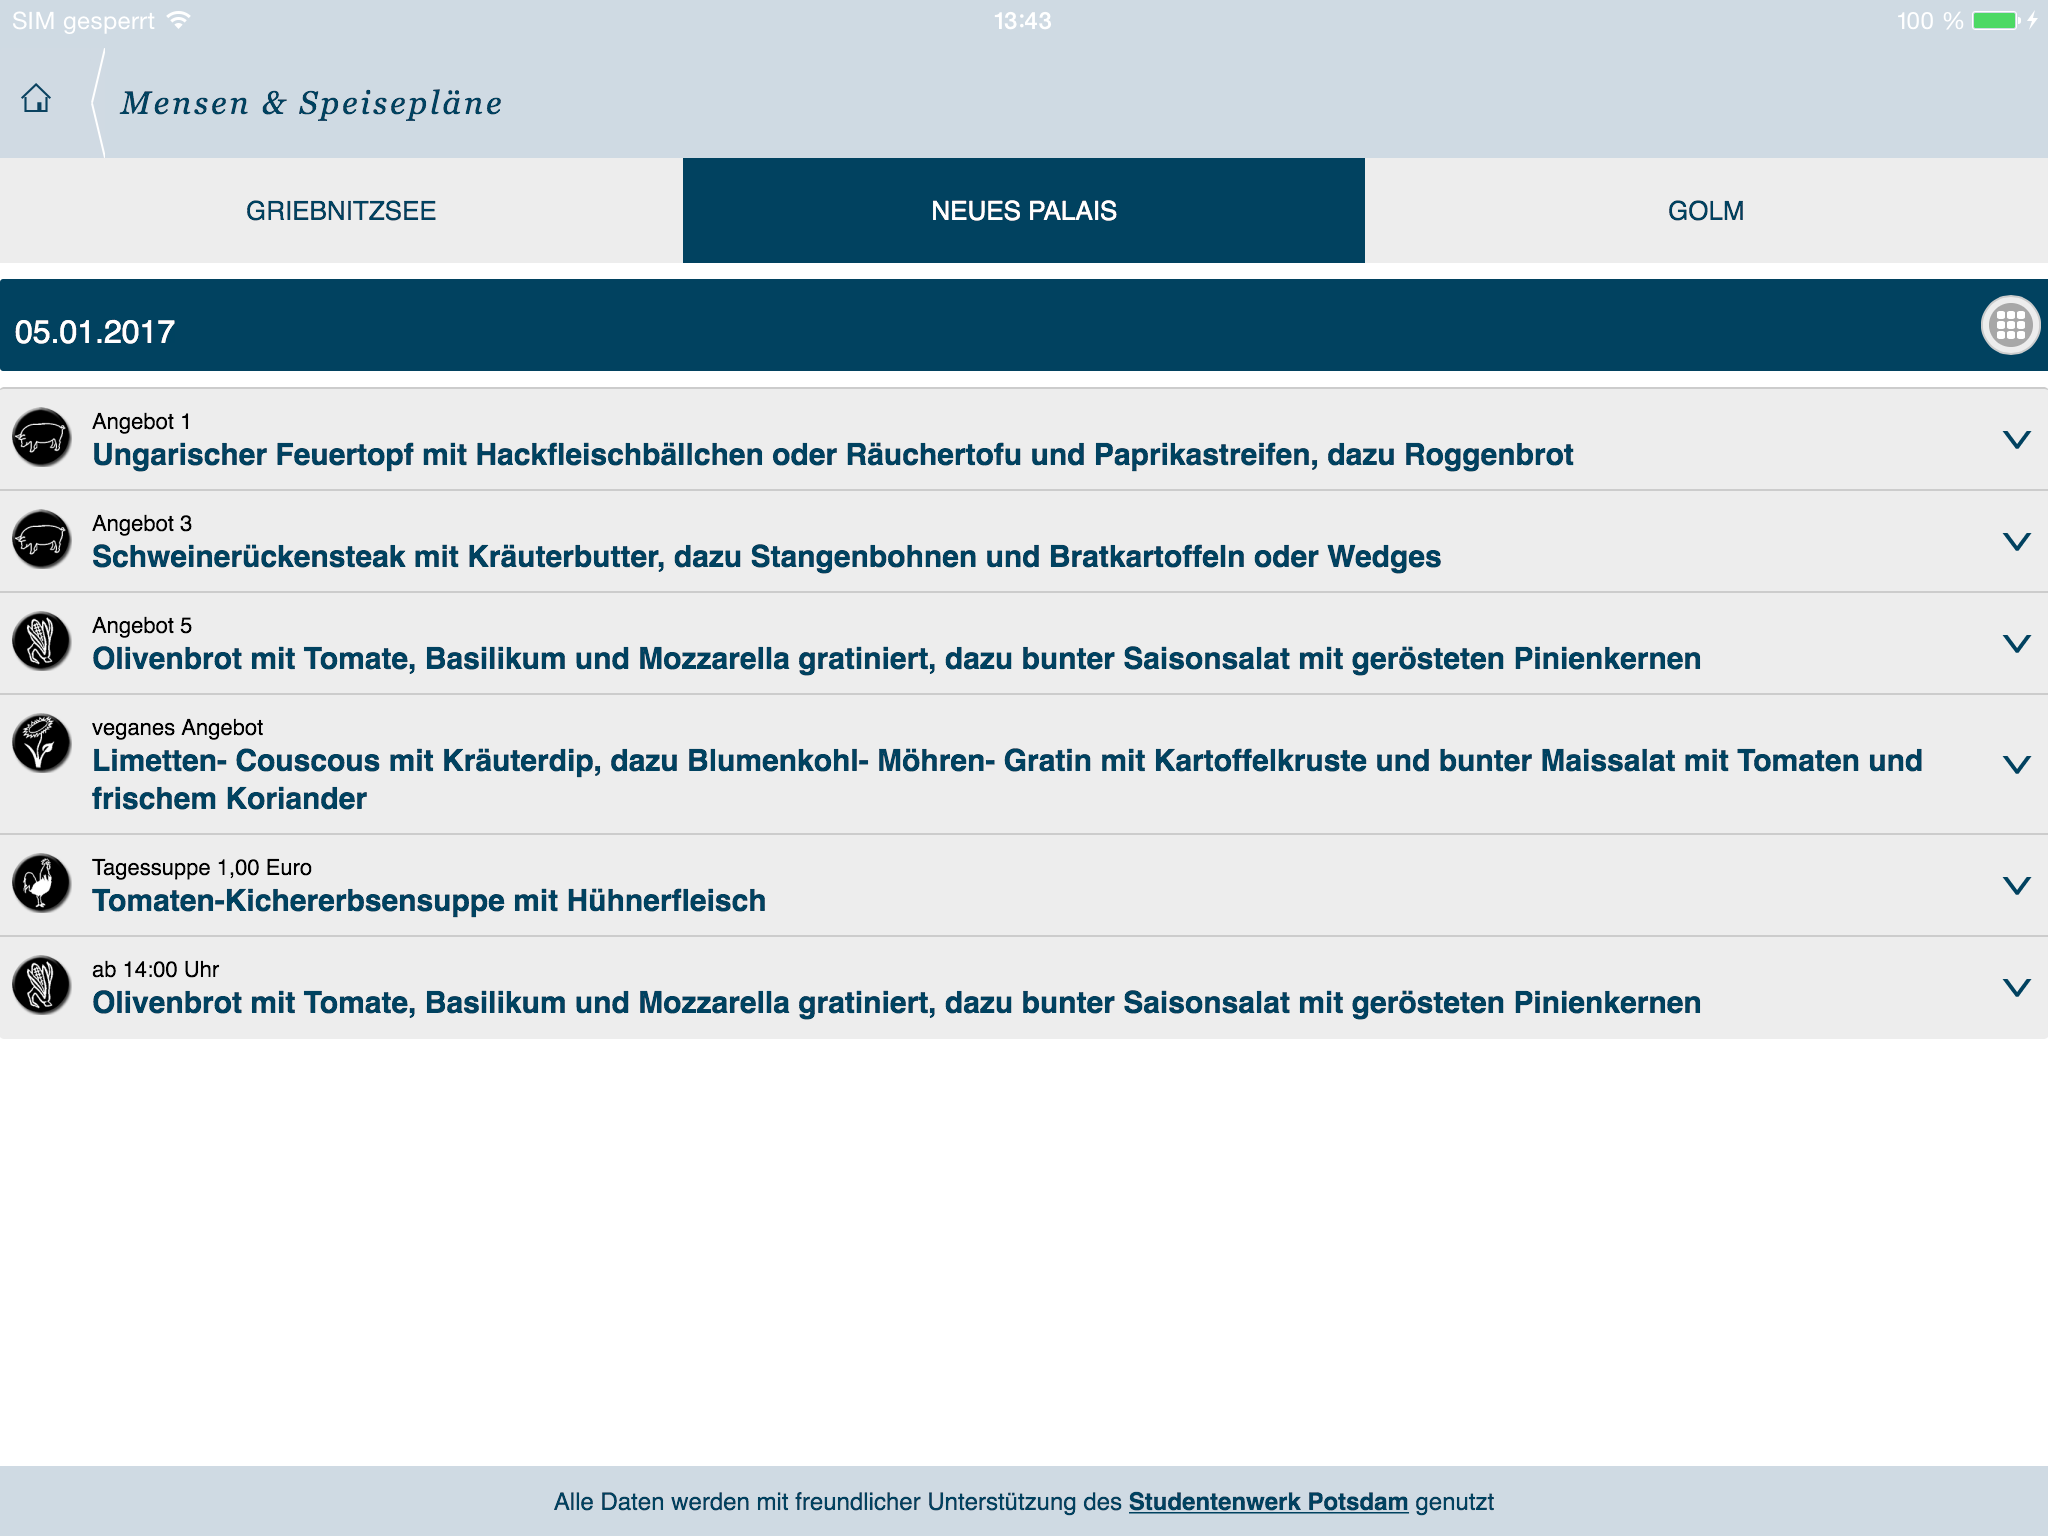 SIM gesperrt
13:43
100 %
Mensen & Speisepläne
GRIEBNITZSEE
NEUES PALAIS
GOLM
05.01.2017
Angebot 1
Ungarischer Feuertopf mit Hackfleischbällchen oder Räuchertofu und Paprikastreifen, dazu Roggenbrot
Angebot 3
Schweinerückensteak mit Kräuterbutter, dazu Stangenbohnen und Bratkartoffeln oder Wedges
Angebot 5
Olivenbrot mit Tomate, Basilikum und Mozzarella gratiniert, dazu bunter Saisonsalat mit gerösteten Pinienkernen
veganes Angebot
Limetten- Couscous mit Kräuterdip, dazu Blumenkohl- Möhren- Gratin mit Kartoffelkruste und bunter Maissalat mit Tomaten und
frischem Koriander
Tagessuppe 1,00 Euro
Tomaten-Kichererbsensuppe mit Hühnerfleisch
ab 14:00 Uhr
Olivenbrot mit Tomate, Basilikum und Mozzarella gratiniert, dazu bunter Saisonsalat mit gerösteten Pinienkernen
Alle Daten werden mit freundlicher Unterstützung des Studentenwerk Potsdam genutzt